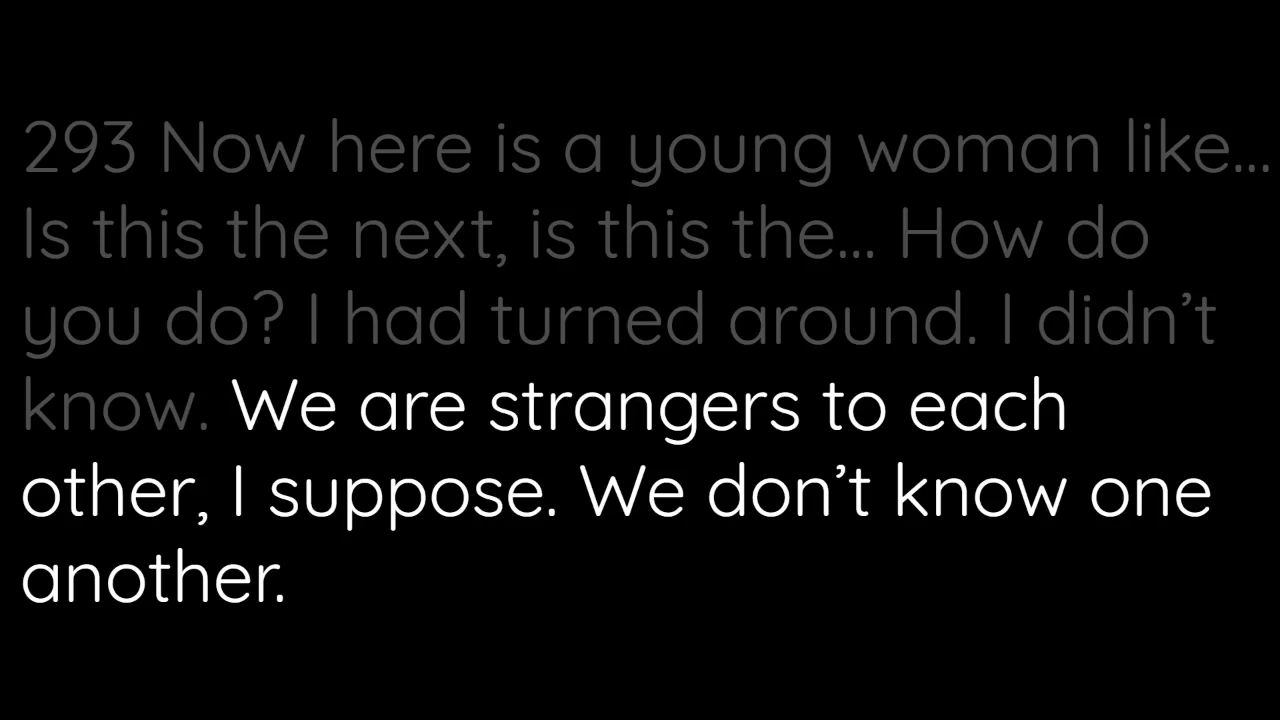 293 Now here is a young woman like…
Is this the next, is this the… How do
you do? I had turned around. I didn’t
know. We are strangers to each
other, I suppose. We don’t know one
another.